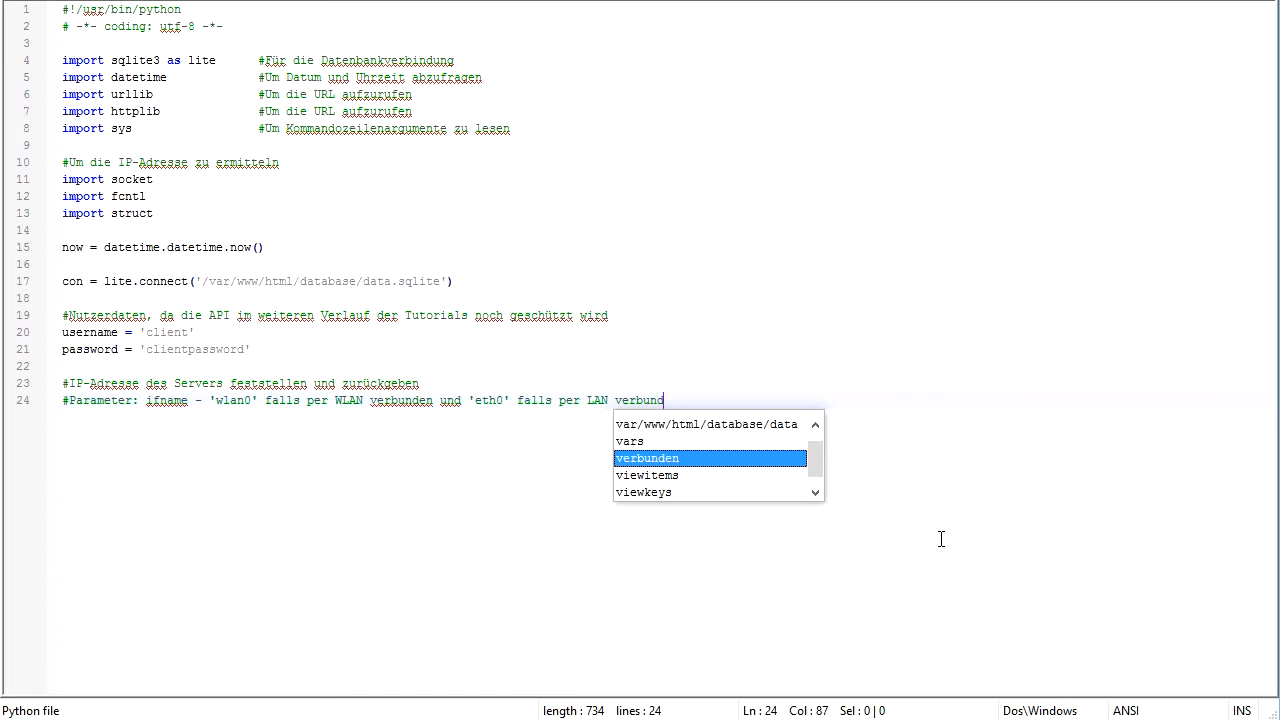 1 #!/usr/bin/python
2 # -*- coding: utf-8 -*-
3
4 import sqlite3 as lite #Für die Datenbankverbindung
5 import datetime #Um Datum und Uhrzeit abzufragen
6 import urllib #Um die URL aufzurufen
7 import httplib #Um die URL aufzurufen
8 import sys #Um Kommandozeilenargumente zu lesen
9
10 #Um die IP-Adresse zu ermitteln
11 import socket
12 import fcntl
13 import struct
14
15 now = datetime.datetime.now()
16
17 con = lite.connect('/var/www/html/database/data.sqlite')
18
19 #Nutzerdaten, da die API im weiteren Verlauf der Tutorials noch geschützt wird
20 username = 'client'
21 password = 'clientpassword'
22
23 #IP-Adresse des Servers feststellen und zurückgeben
24 #Parameter: ifname - 'wlan0' falls per WLAN verbunden und 'eth0' falls per LAN verbund
var/www/html/database/data
vars
verbunden
viewitems
viewkeys
Python file length : 734 lines : 24 Ln : 24 Col : 87 Sel : 0 | 0 Dos\Windows ANSI INS